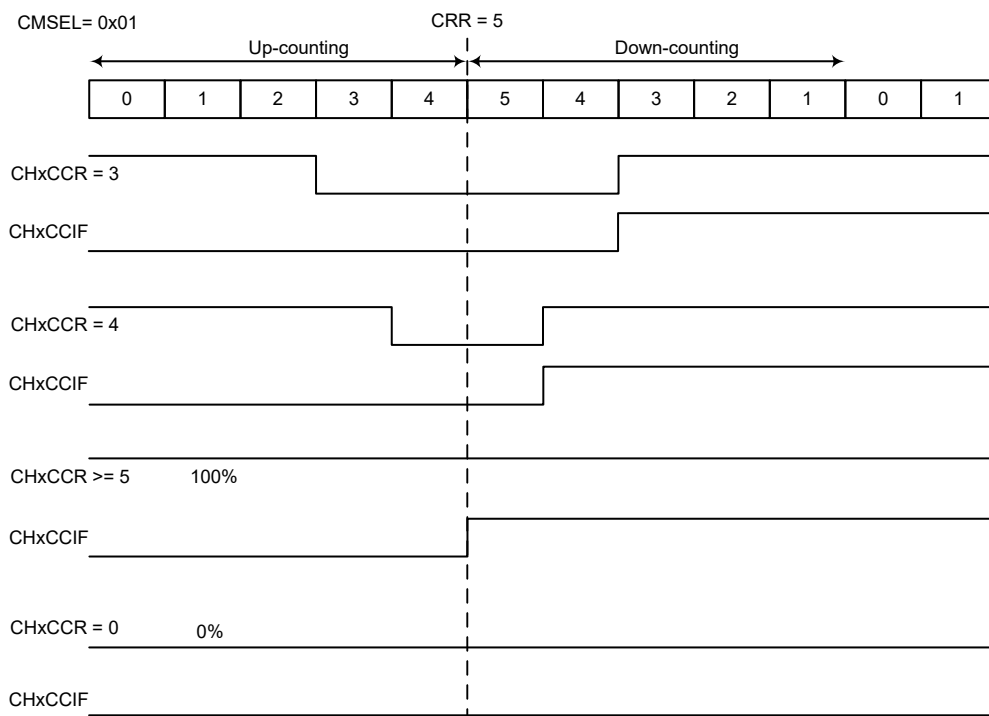 CMSEL= 0x01
CRR = 5
Up-counting
Down-counting
0 1 2 3 4 5 4 3 2 1 0 1
CHxCCR = 3
CHxCCIF
CHxCCR = 4
CHxCCIF
CHxCCR >= 5 100%
CHxCCIF
CHxCCR = 0 0%
CHxCCIF